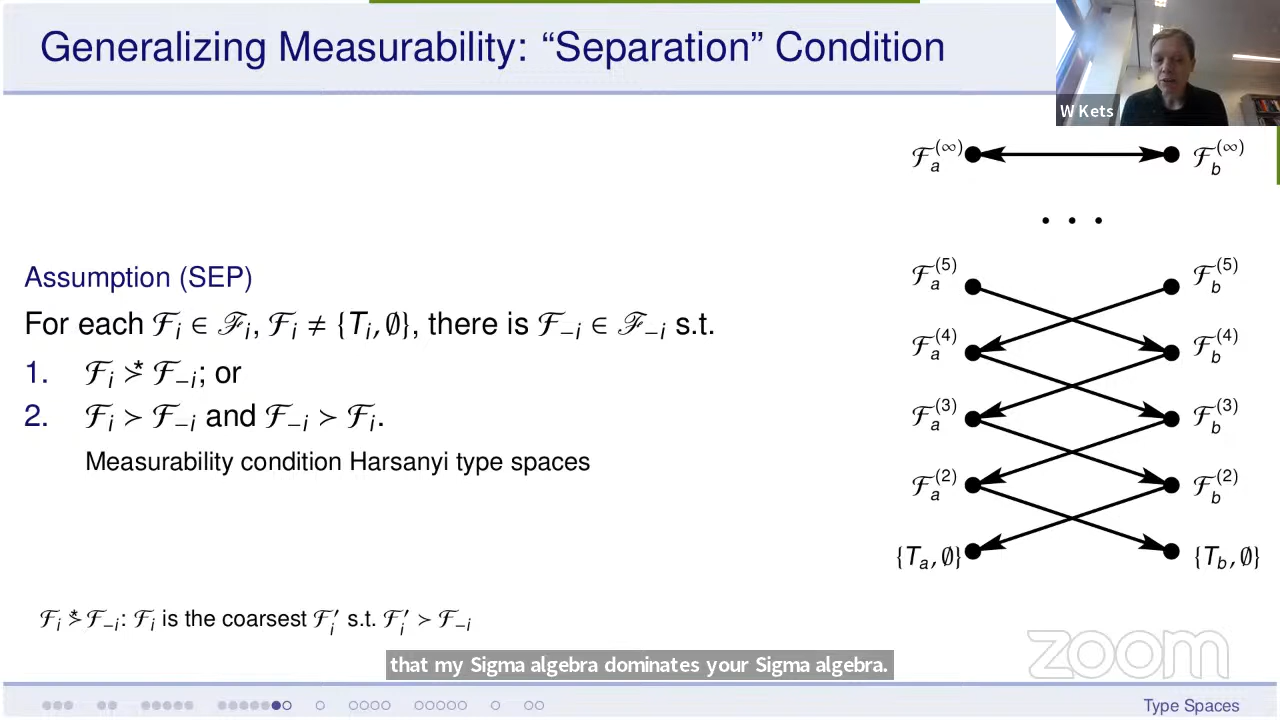 Generalizing Measurability: “Separation” Condition
W Kets
ℱₐ^(∞) ℱ_b^(∞)
. . .
ℱₐ^(5) ℱ_b^(5)
ℱₐ^(4) ℱ_b^(4)
ℱₐ^(3) ℱ_b^(3)
ℱₐ^(2) ℱ_b^(2)
{Tₐ, ∅} {T_b, ∅}
Assumption (SEP)
For each ℱᵢ ∈ ℱᵢ, ℱᵢ ≠ {Tᵢ, ∅}, there is ℱ₋ᵢ ∈ ℱ₋ᵢ s.t.
1. ℱᵢ ≻* ℱ₋ᵢ; or
2. ℱᵢ ≻ ℱ₋ᵢ and ℱ₋ᵢ ≻ ℱᵢ.
Measurability condition Harsanyi type spaces
ℱᵢ ≻* ℱ₋ᵢ: ℱᵢ is the coarsest ℱ′ᵢ s.t. ℱ′ᵢ ≻ ℱ₋ᵢ
that my Sigma algebra dominates your Sigma algebra.
zoom
Type Spaces